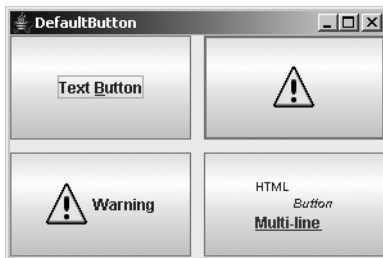 DefaultButton
Text Button
Warning
HTML
Button
Multi-line